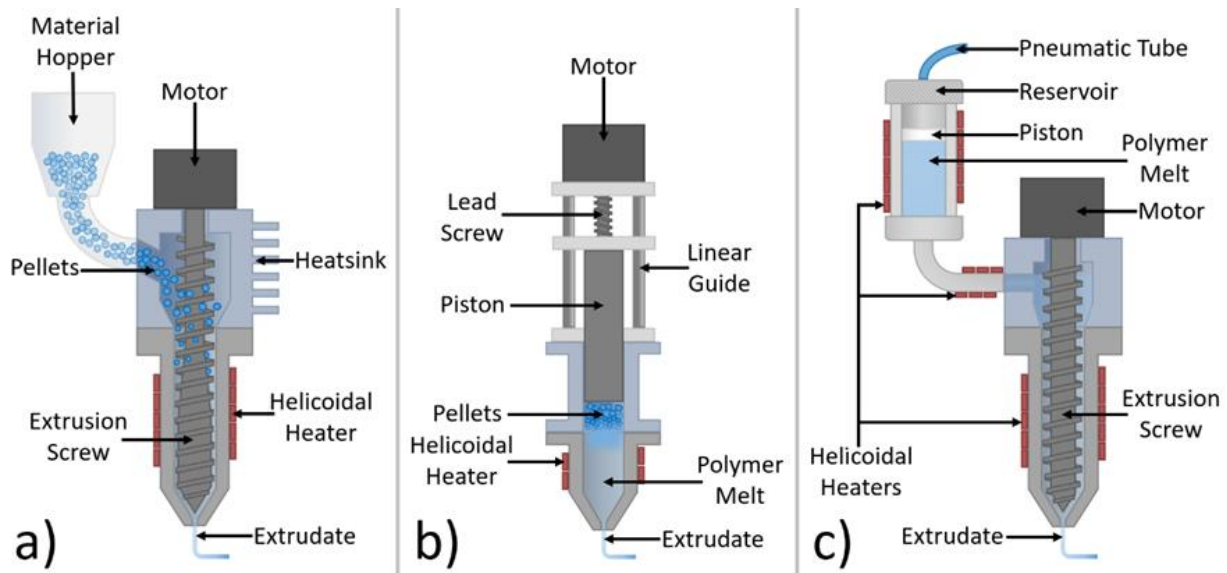 Material
Hopper
Motor
Pellets
Heatsink
Extrusion
Screw
Helicoidal
Heater
Extrudate
a)
Motor
Lead
Screw
Linear
Guide
Piston
Pellets
Helicoidal
Heater
Polymer
Melt
Extrudate
b)
Pneumatic Tube
Reservoir
Piston
Polymer
Melt
Motor
Extrusion
Screw
Helicoidal
Heaters
Extrudate
c)